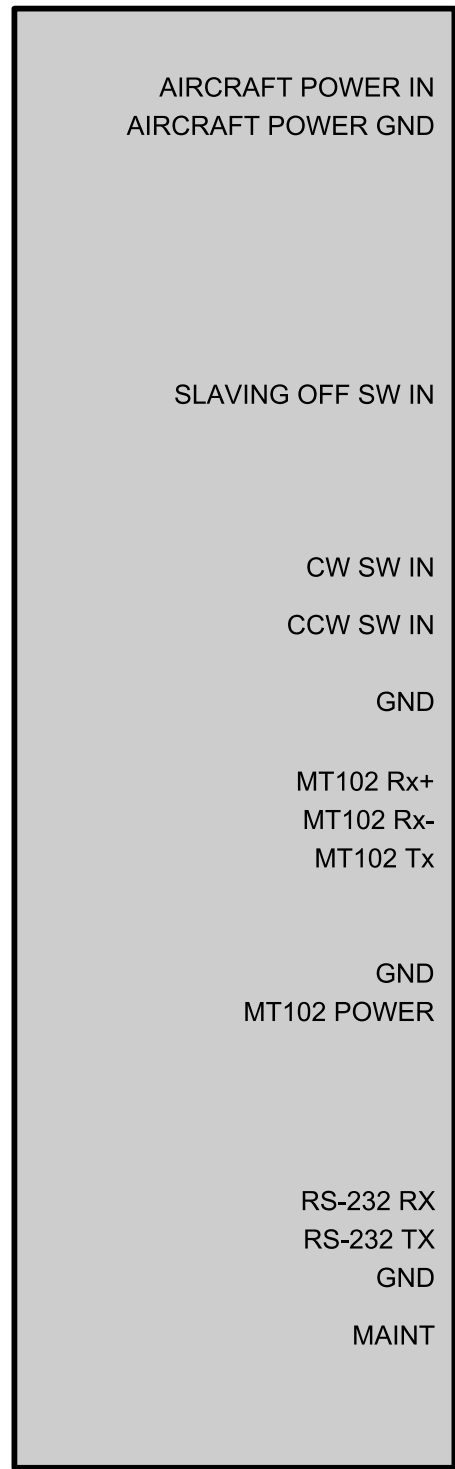 AIRCRAFT POWER IN
AIRCRAFT POWER GND
SLAVING OFF SW IN
CW SW IN
CCW SW IN
GND
MT102 Rx+
MT102 Rx-
MT102 Tx
GND
MT102 POWER
RS-232 RX
RS-232 TX
GND
MAINT